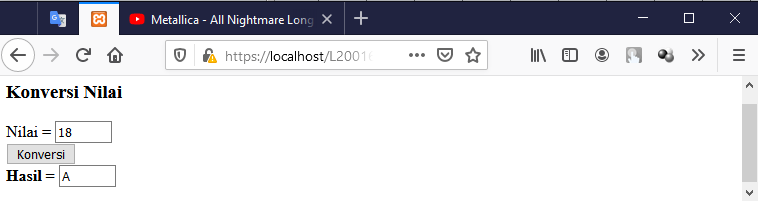 Metallica - All Nightmare Long
https://localhost/L2001
Konversi Nilai
Nilai = 18
Konversi
Hasil = A